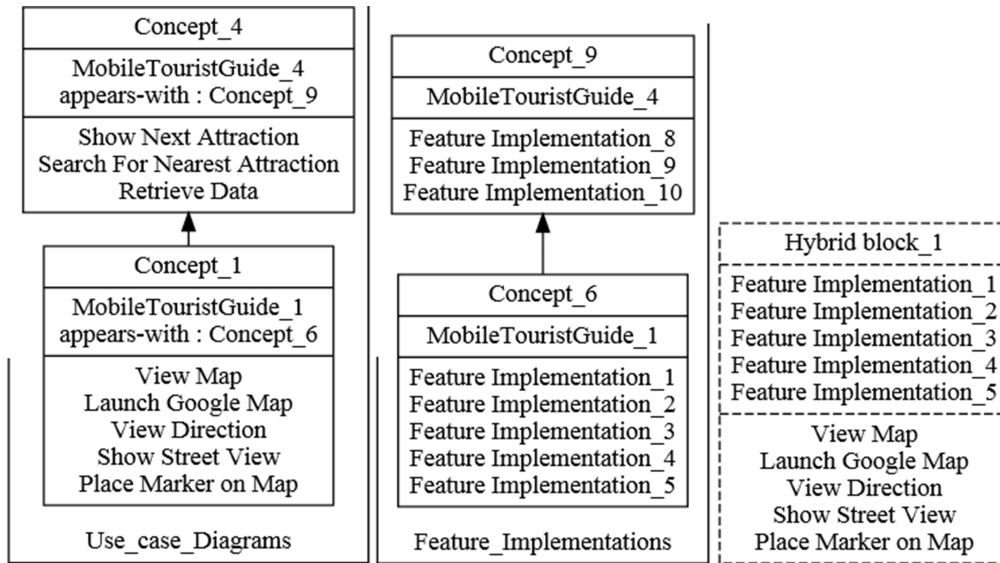 Concept_4
MobileTouristGuide_4
appears-with : Concept_9
Show Next Attraction
Search For Nearest Attraction
Retrieve Data
Concept_1
MobileTouristGuide_1
appears-with : Concept_6
View Map
Launch Google Map
View Direction
Show Street View
Place Marker on Map
Use_case_Diagrams
Concept_9
MobileTouristGuide_4
Feature Implementation_8
Feature Implementation_9
Feature Implementation_10
Concept_6
MobileTouristGuide_1
Feature Implementation_1
Feature Implementation_2
Feature Implementation_3
Feature Implementation_4
Feature Implementation_5
Feature_Implementations
Hybrid block_1
Feature Implementation_1
Feature Implementation_2
Feature Implementation_3
Feature Implementation_4
Feature Implementation_5
View Map
Launch Google Map
View Direction
Show Street View
Place Marker on Map